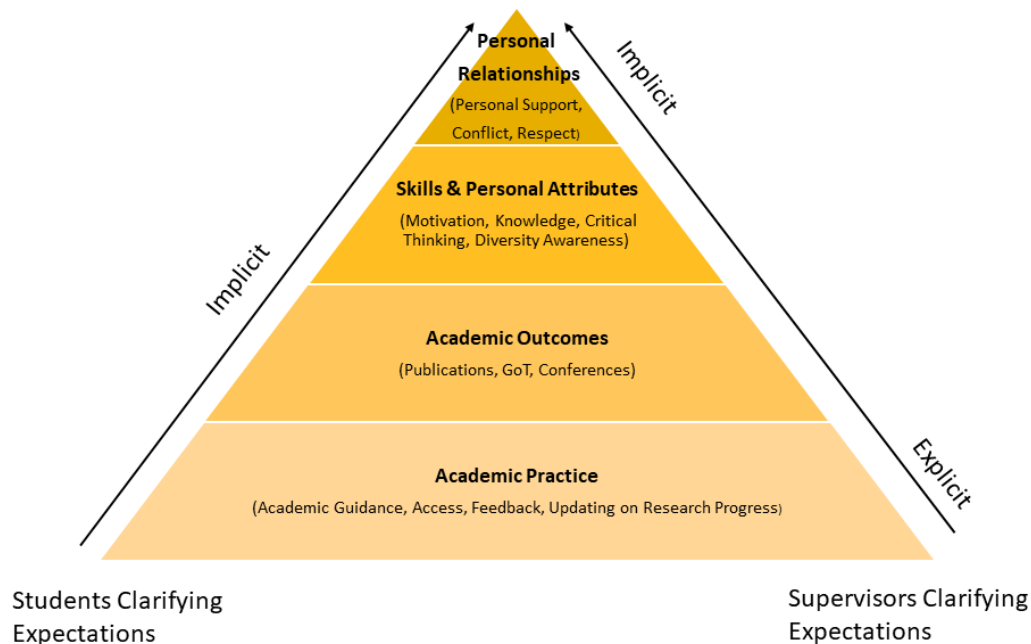 Personal
Relationships
(Personal Support,
Conflict, Respect)
Implicit
Skills & Personal Attributes
(Motivation, Knowledge, Critical
Thinking, Diversity Awareness)
Implicit
Academic Outcomes
(Publications, GoT, Conferences)
Academic Practice
(Academic Guidance, Access, Feedback, Updating on Research Progress)
Explicit
Students Clarifying
Expectations
Supervisors Clarifying
Expectations